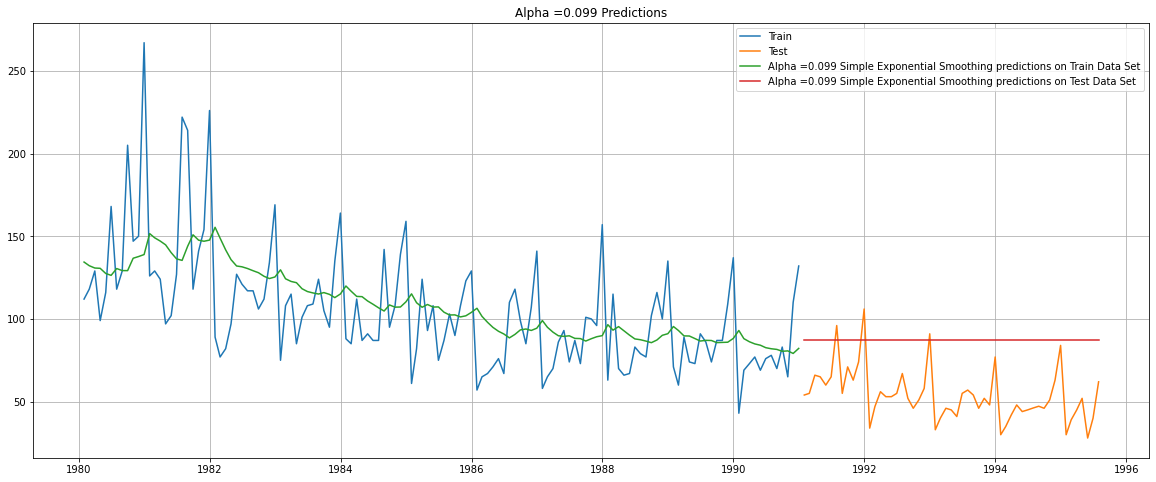 Alpha =0.099 Predictions
Train
Test
Alpha =0.099 Simple Exponential Smoothing predictions on Train Data Set
Alpha =0.099 Simple Exponential Smoothing predictions on Test Data Set
250
200
150
100
50
1980 1982 1984 1986 1988 1990 1992 1994 1996